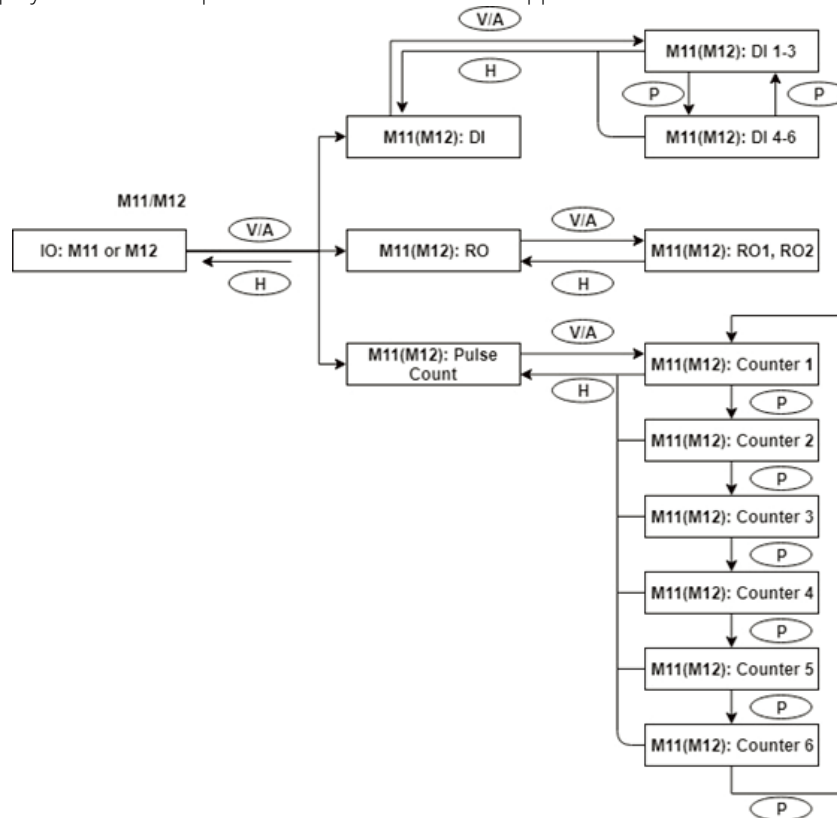 V/A
M11(M12): DI 1-3
H
P
P
M11(M12): DI
M11(M12): DI 4-6
M11/M12
V/A
V/A
IO: M11 or M12
M11(M12): RO
M11(M12): RO1, RO2
H
H
V/A
M11(M12): Pulse
Count
M11(M12): Counter 1
H
P
M11(M12): Counter 2
P
M11(M12): Counter 3
P
M11(M12): Counter 4
P
M11(M12): Counter 5
P
M11(M12): Counter 6
P